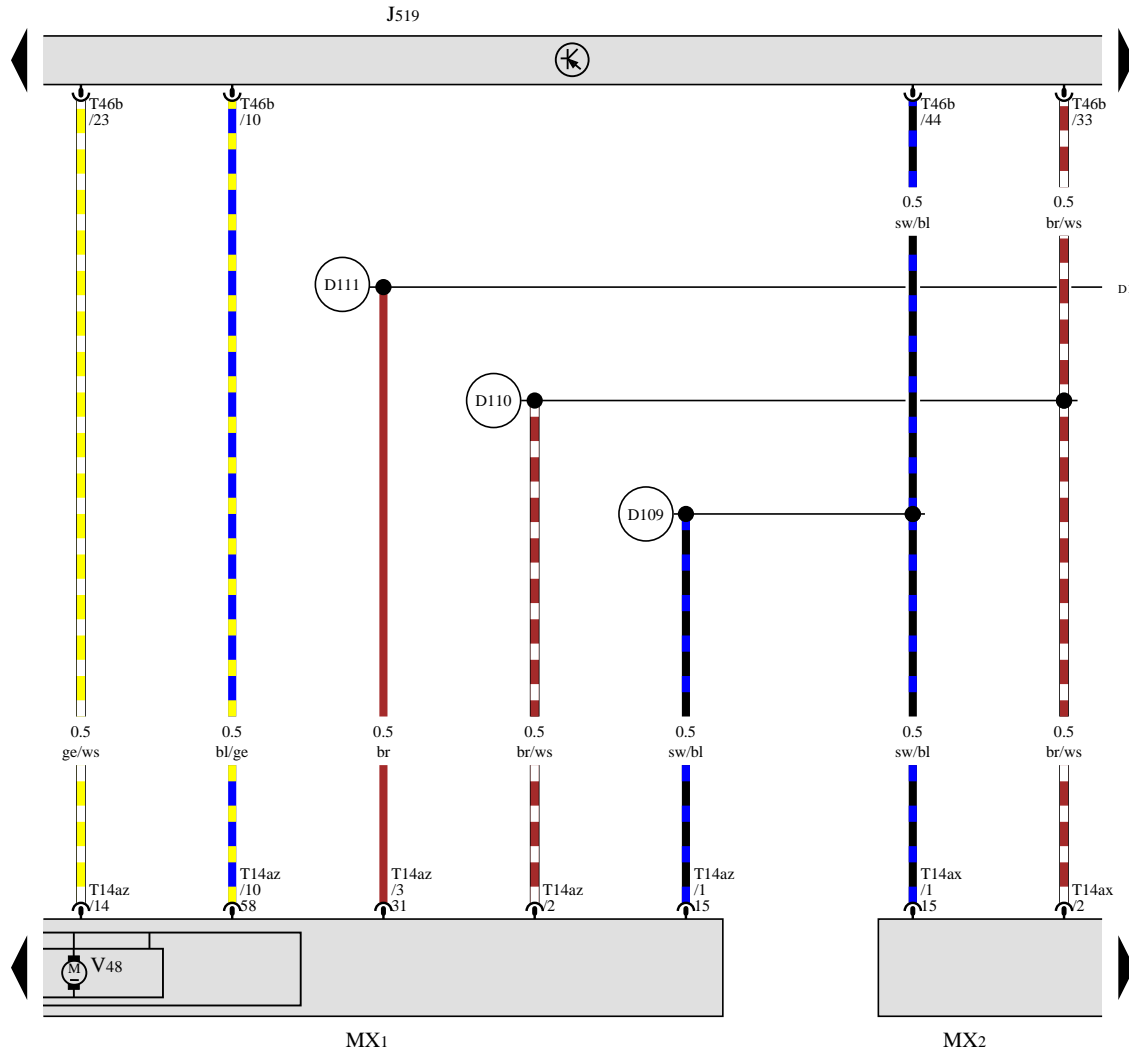 J519
T46b
/23
T46b
/10
T46b
/44
T46b
/33
0.5
sw/bl
0.5
br/ws
D111
D
D110
D109
0.5
ge/ws
0.5
bl/ge
0.5
br
0.5
br/ws
0.5
sw/bl
0.5
sw/bl
0.5
br/ws
T14az
/14
T14az
/10
58
T14az
/3
31
T14az
/2
T14az
/1
15
T14ax
/1
15
T14ax
/2
M
V48
MX1
MX2